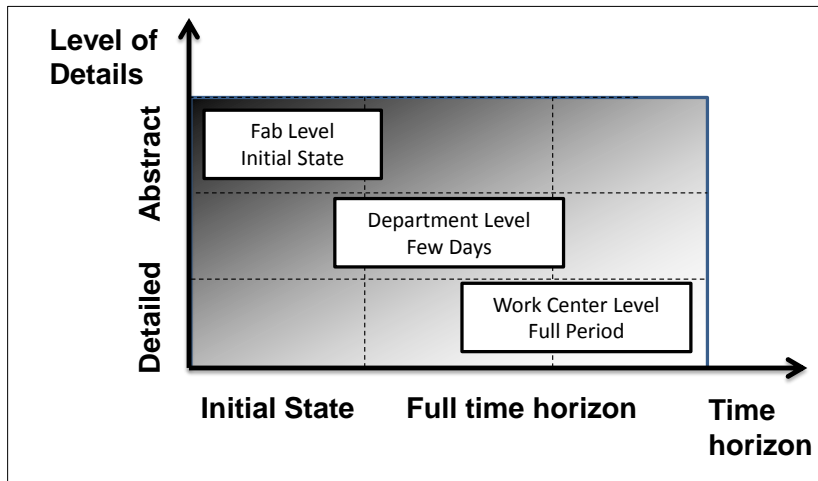 Level of
Details
Abstract
Detailed
Fab Level
Initial State
Department Level
Few Days
Work Center Level
Full Period
Initial State
Full time horizon
Time
horizon